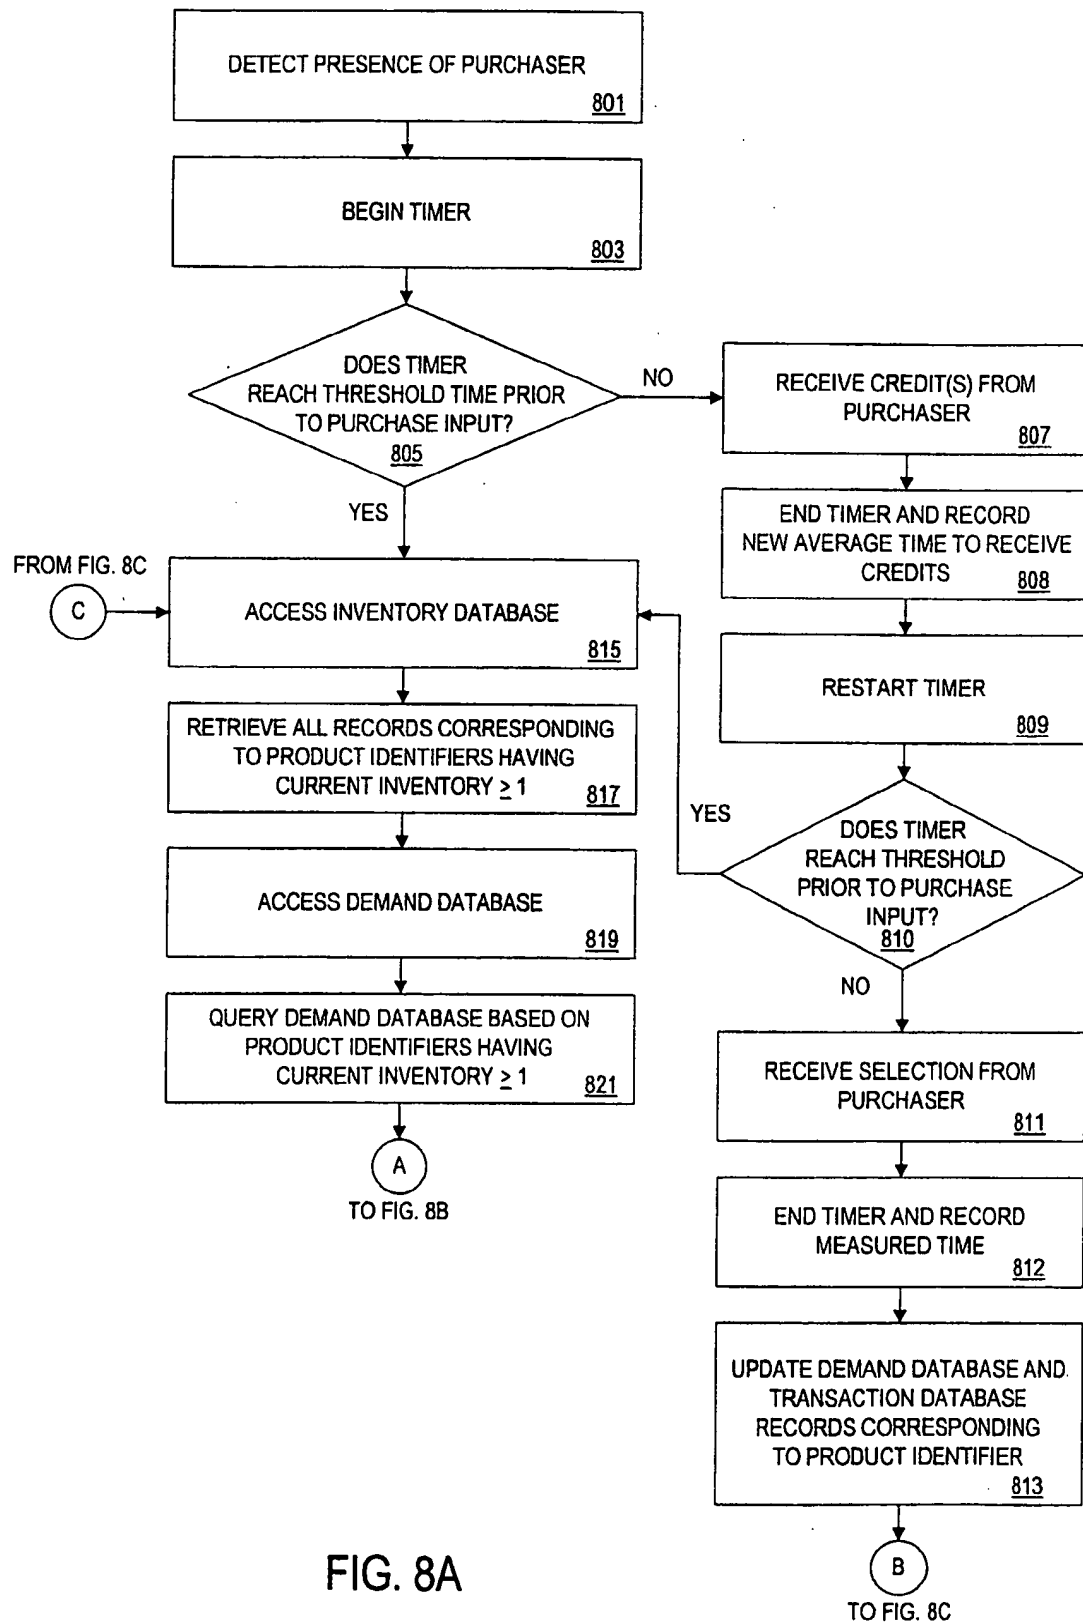 DETECT PRESENCE OF PURCHASER
801
BEGIN TIMER
803
DOES TIMER
REACH THRESHOLD TIME PRIOR
TO PURCHASE INPUT?
805
NO
YES
RECEIVE CREDIT(S) FROM
PURCHASER
807
END TIMER AND RECORD
NEW AVERAGE TIME TO RECEIVE
CREDITS
808
RESTART TIMER
809
DOES TIMER
REACH THRESHOLD
PRIOR TO PURCHASE
INPUT?
810
YES
NO
RECEIVE SELECTION FROM
PURCHASER
811
END TIMER AND RECORD
MEASURED TIME
812
UPDATE DEMAND DATABASE AND
TRANSACTION DATABASE
RECORDS CORRESPONDING
TO PRODUCT IDENTIFIER
813
B
TO FIG. 8C
FROM FIG. 8C
C
ACCESS INVENTORY DATABASE
815
RETRIEVE ALL RECORDS CORRESPONDING
TO PRODUCT IDENTIFIERS HAVING
CURRENT INVENTORY ≥ 1
817
ACCESS DEMAND DATABASE
819
QUERY DEMAND DATABASE BASED ON
PRODUCT IDENTIFIERS HAVING
CURRENT INVENTORY ≥ 1
821
A
TO FIG. 8B
FIG. 8A